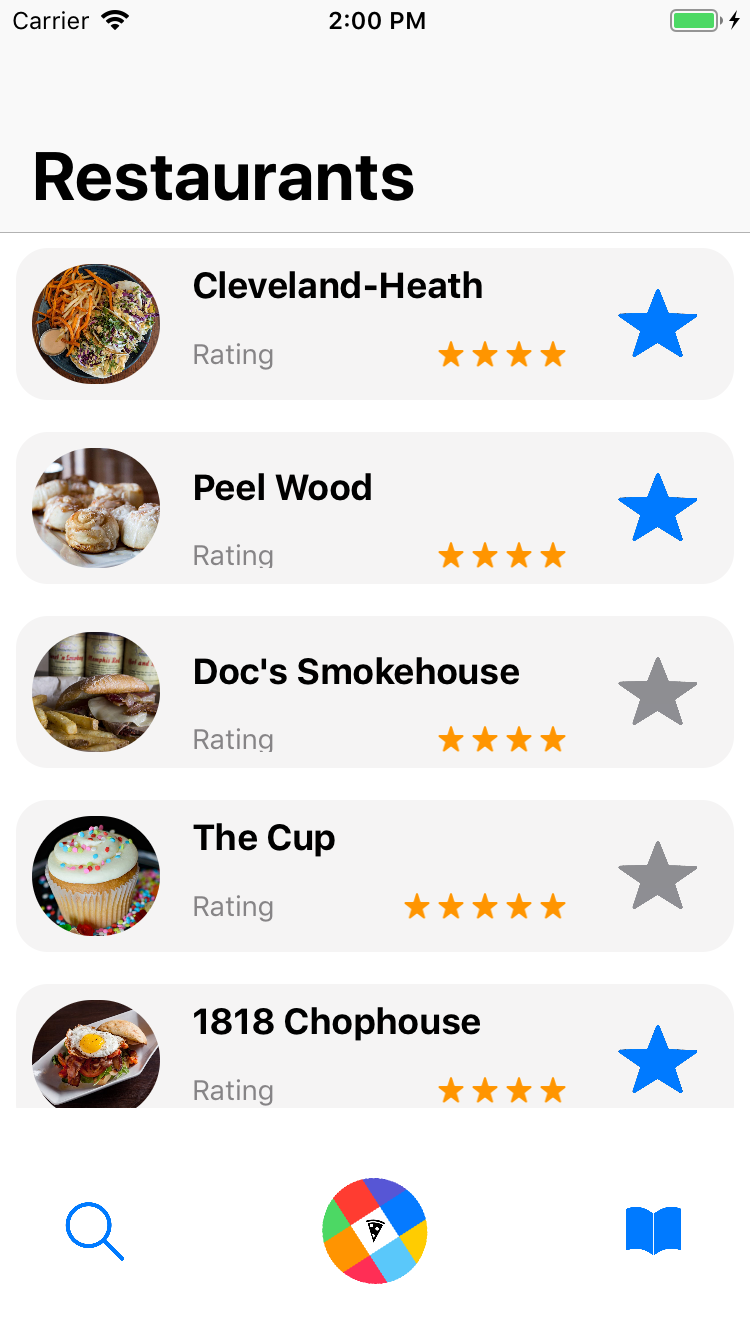 Carrier 2:00 PM
Restaurants
Cleveland-Heath
Rating
Peel Wood
Rating
Doc's Smokehouse
Rating
The Cup
Rating
1818 Chophouse
Rating